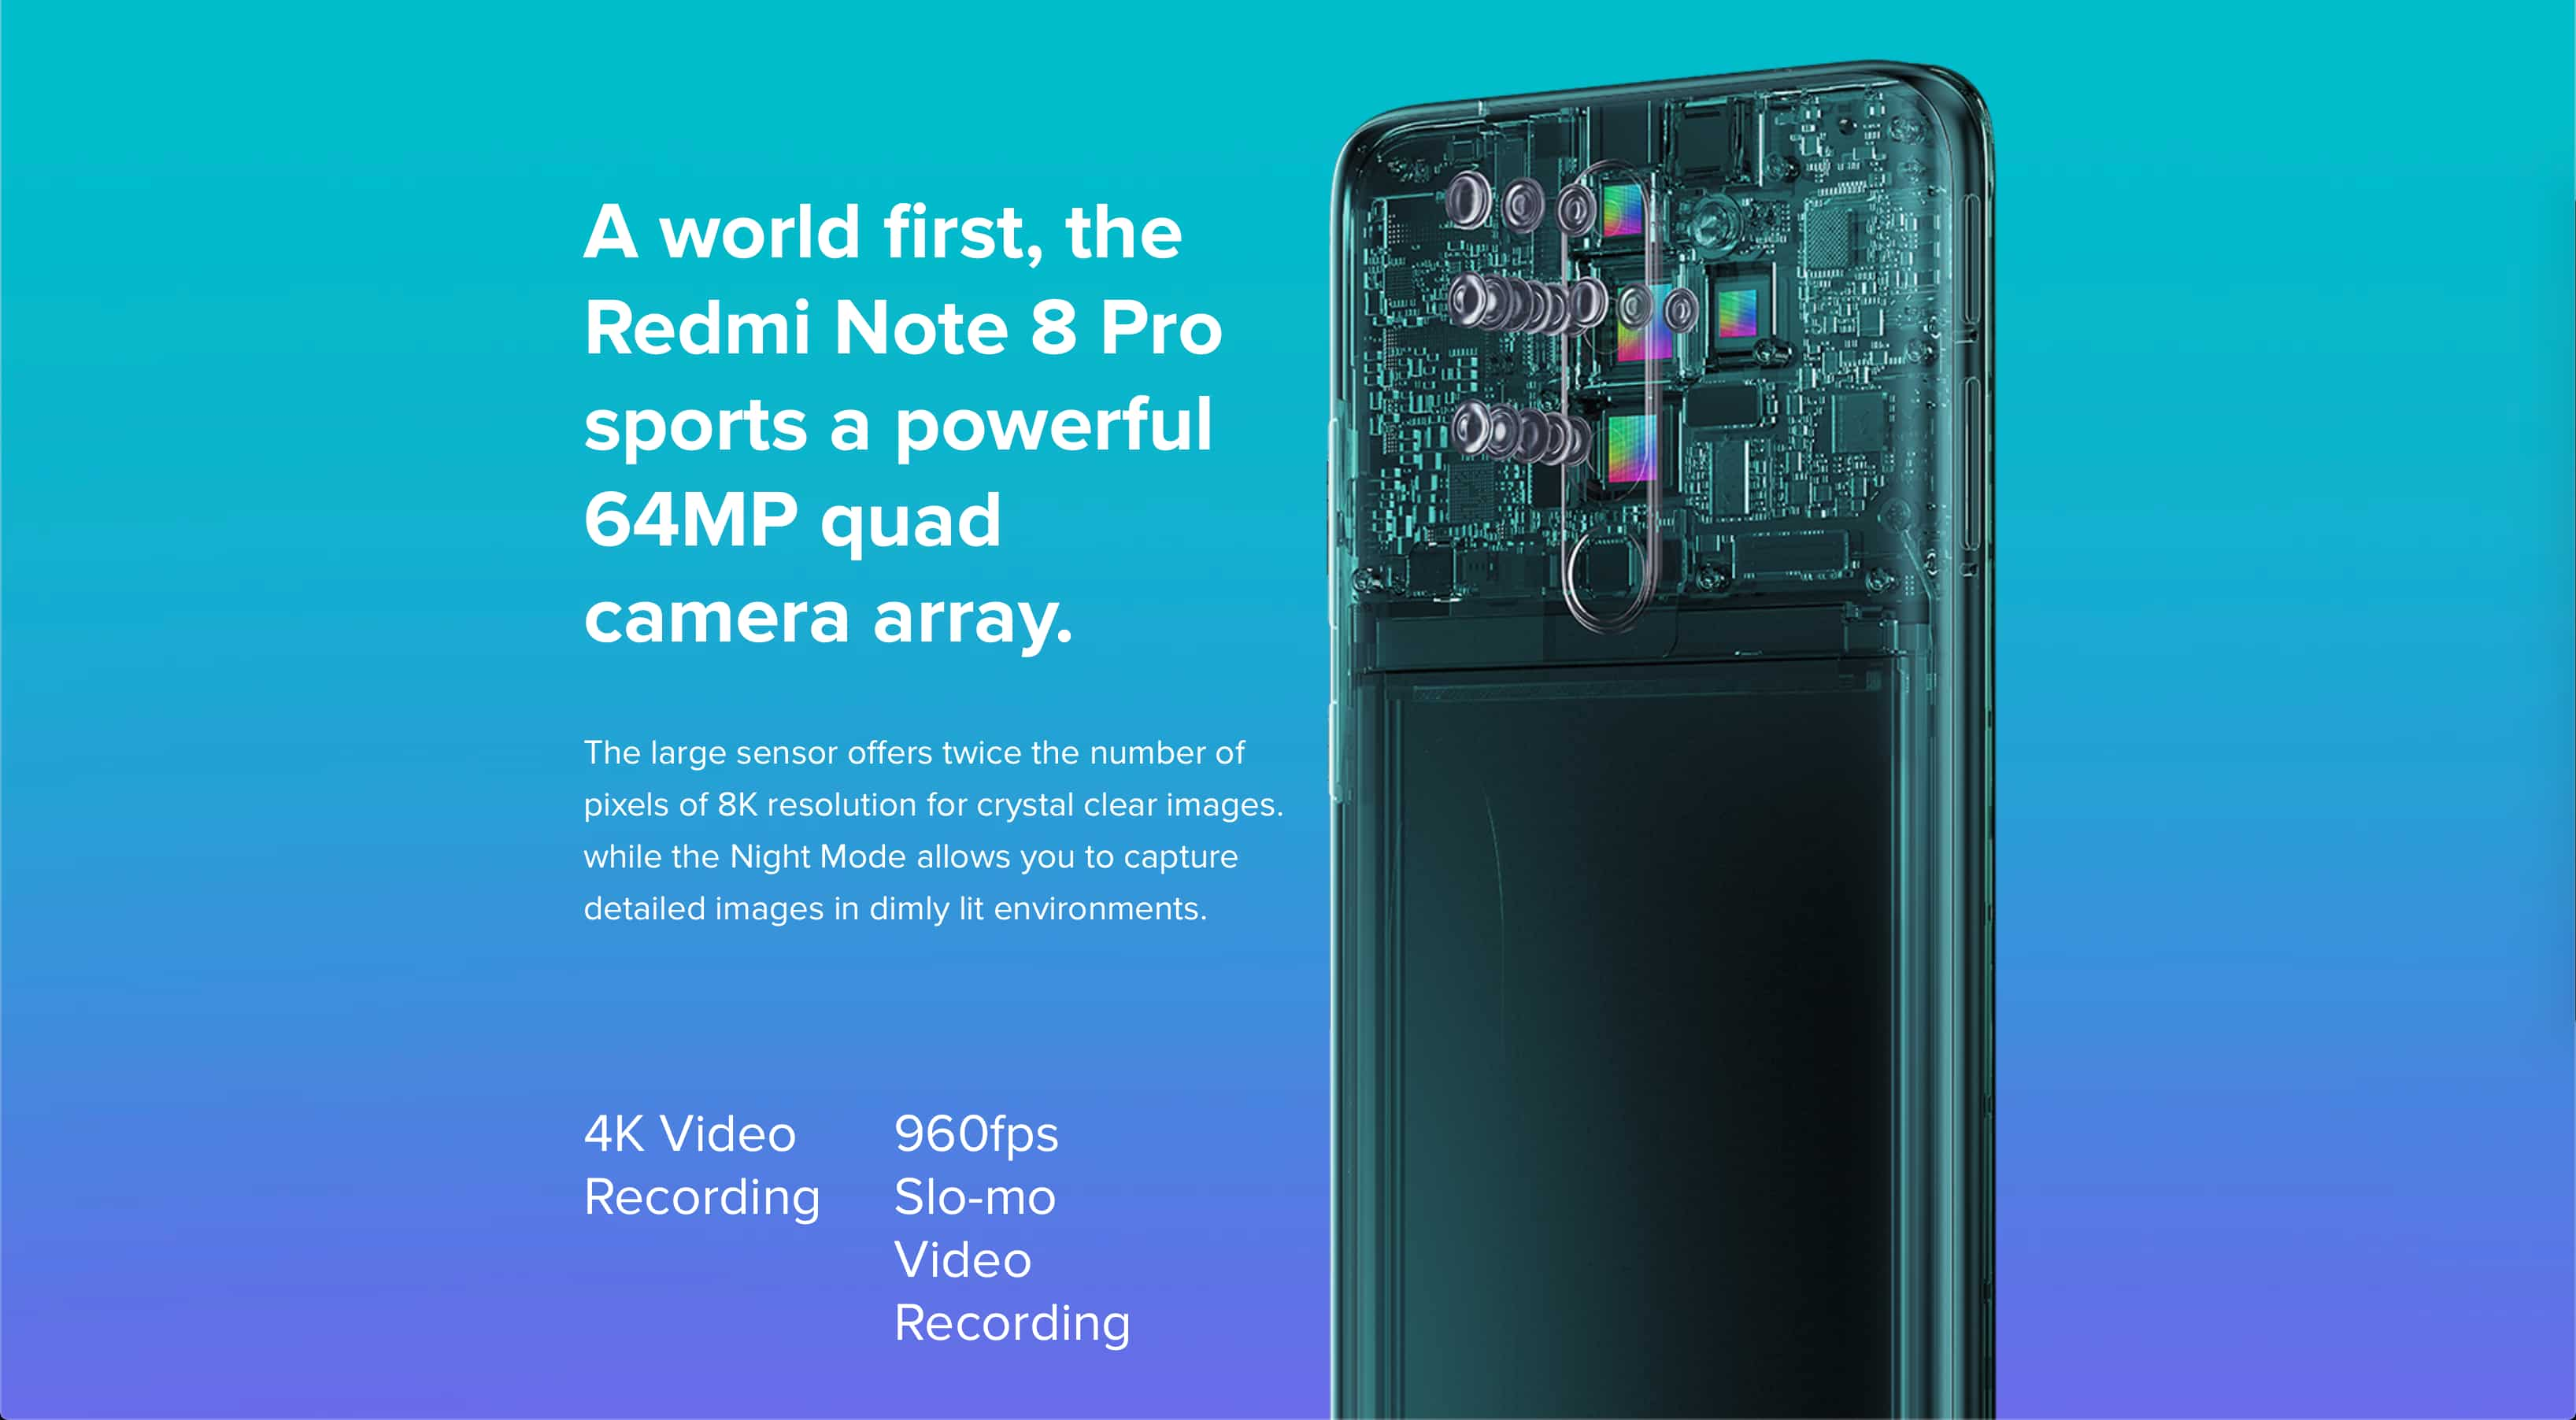 A world first, the
Redmi Note 8 Pro
sports a powerful
64MP quad
camera array.
The large sensor offers twice the number of
pixels of 8K resolution for crystal clear images.
while the Night Mode allows you to capture
detailed images in dimly lit environments.
4K Video
Recording
960fps
Slo-mo
Video
Recording